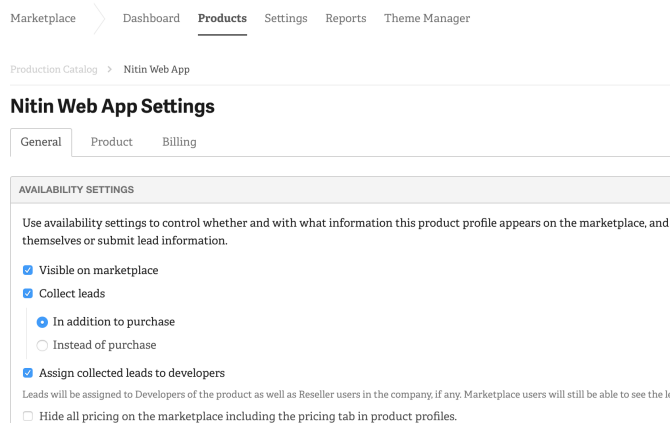 Marketplace Dashboard Products Settings Reports Theme Manager
Production Catalog > Nitin Web App
Nitin Web App Settings
General Product Billing
AVAILABILITY SETTINGS
Use availability settings to control whether and with what information this product profile appears on the marketplace, and
themselves or submit lead information.
Visible on marketplace
Collect leads
In addition to purchase
Instead of purchase
Assign collected leads to developers
Leads will be assigned to Developers of the product as well as Reseller users in the company, if any. Marketplace users will still be able to see the le
Hide all pricing on the marketplace including the pricing tab in product profiles.